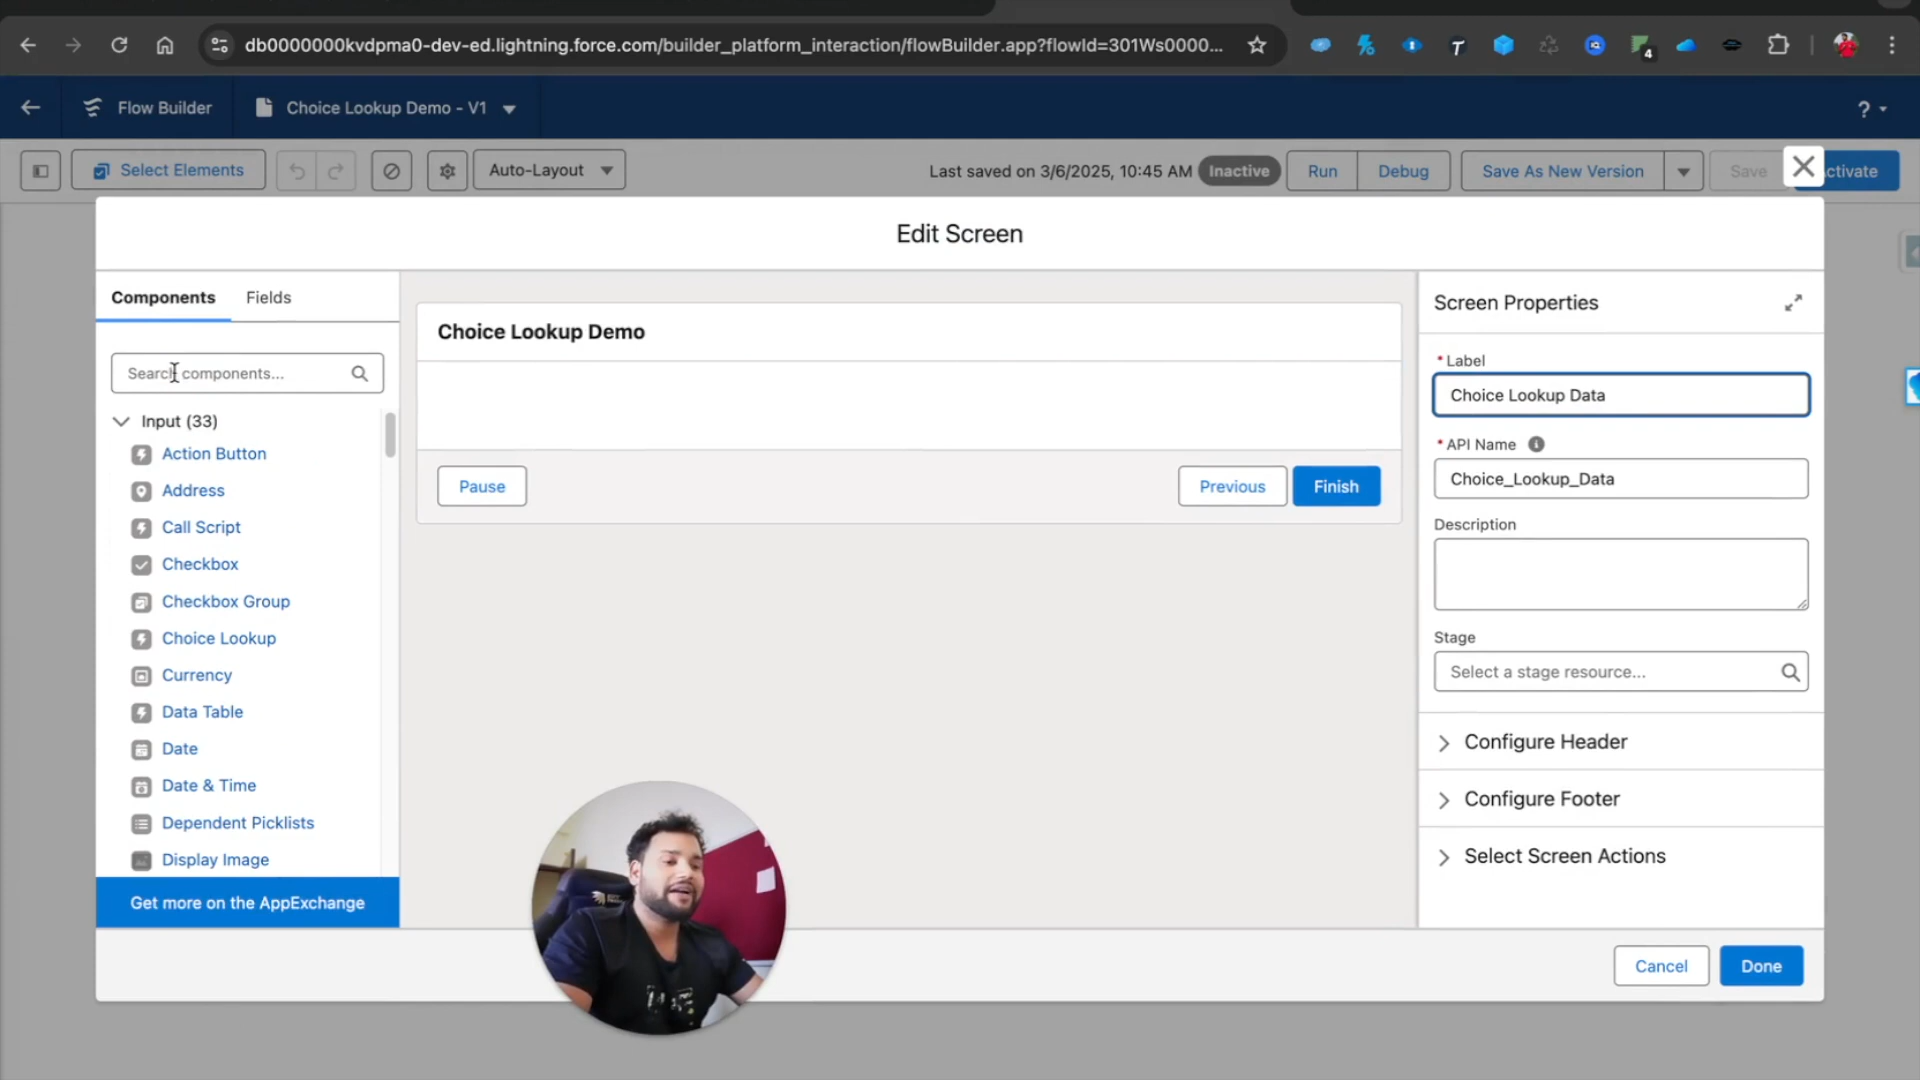 db0000000kvdpma0-dev-ed.lightning.force.com/builder_platform_interaction/flowBuilder.app?flowId=301Ws0000...
4
Flow Builder
Choice Lookup Demo - V1
?
Select Elements
Auto-Layout
Last saved on 3/6/2025, 10:45 AM
Inactive
Run
Debug
Save As New Version
Save
ctivate
Edit Screen
Components
Fields
Search components...
Input (33)
Action Button
Address
Call Script
Checkbox
Checkbox Group
Choice Lookup
Currency
Data Table
Date
Date & Time
Dependent Picklists
Display Image
Get more on the AppExchange
Choice Lookup Demo
Pause
Previous
Finish
Screen Properties
* Label
Choice Lookup Data
* API Name
Choice_Lookup_Data
Description
Stage
Select a stage resource...
Configure Header
Configure Footer
Select Screen Actions
Cancel
Done